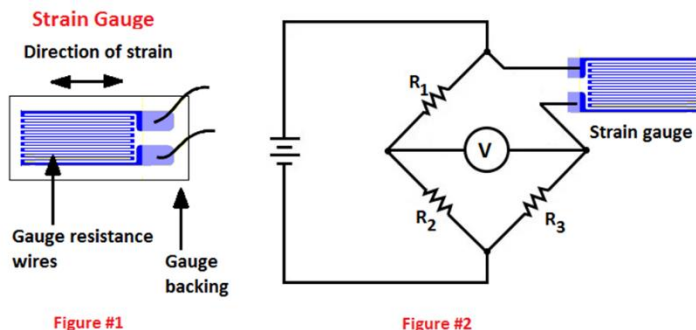 Strain Gauge
Direction of strain
Gauge resistance
wires
Gauge
backing
Figure #1
R1
V
R2
R3
Strain gauge
Figure #2